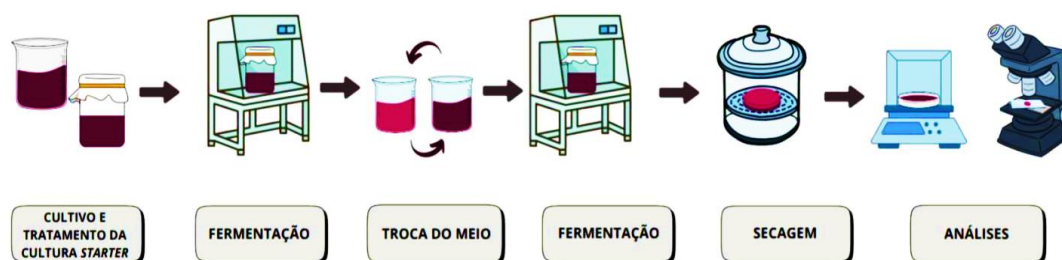 CULTIVO E
TRATAMENTO DA
CULTURA STARTER
FERMENTAÇÃO
TROCA DO MEIO
FERMENTAÇÃO
SECAGEM
ANÁLISES